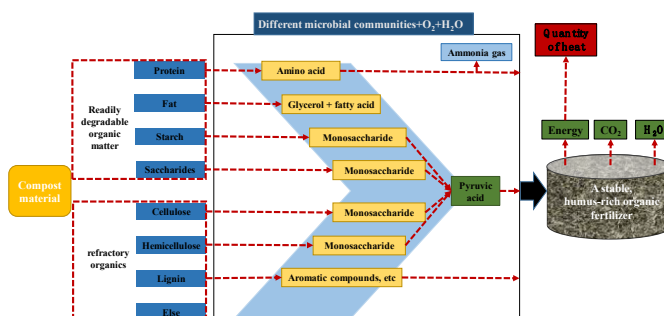 Different microbial communities+O₂+H₂O
Ammonia gas
Quantity
of heat
Protein
Amino acid
Readily
degradable
organic
matter
Fat
Glycerol + fatty acid
Starch
Monosaccharide
Saccharides
Monosaccharide
Energy
CO₂
H₂O
Compost
material
Pyruvic
acid
A stable,
humus-rich organic
fertilizer
Cellulose
Monosaccharide
refractory
organics
Hemicellulose
Monosaccharide
Lignin
Aromatic compounds, etc
Else